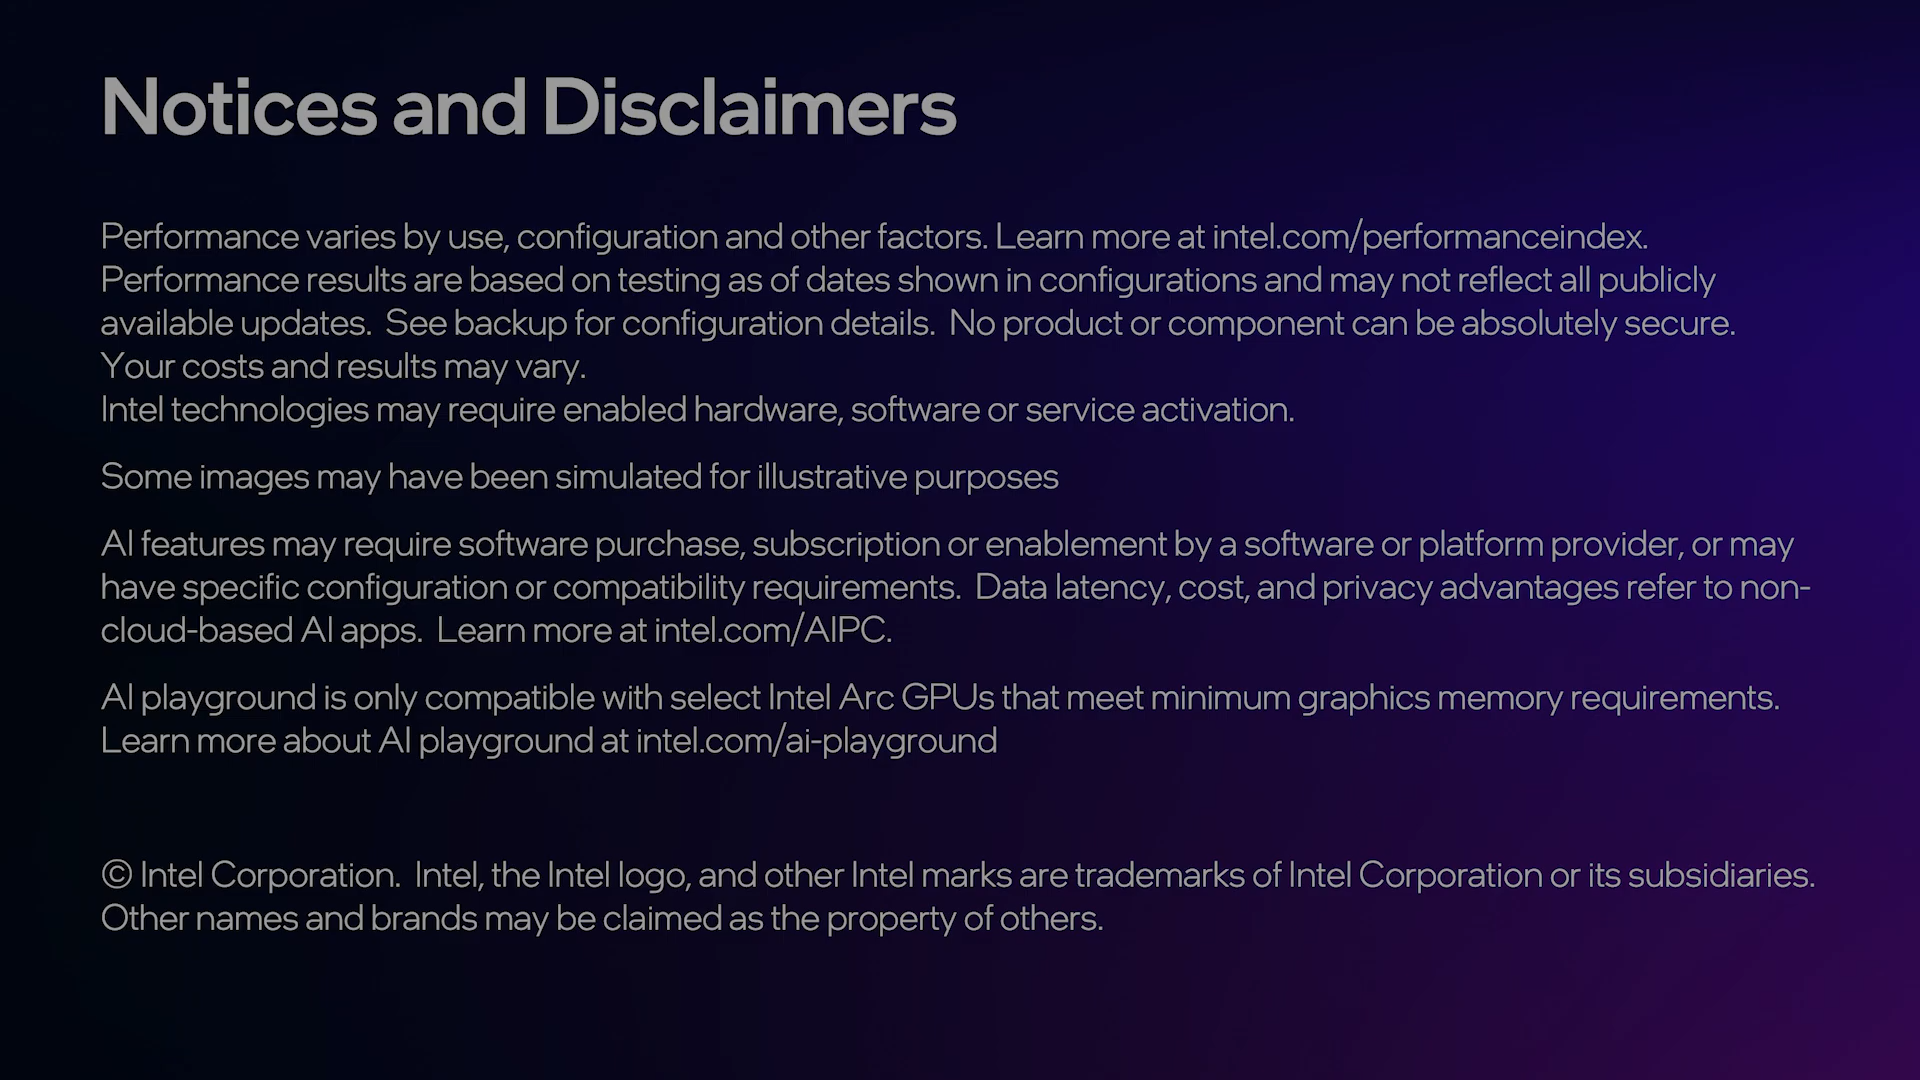 Notices and Disclaimers
Performance varies by use, configuration and other factors. Learn more at intel.com/performanceindex.
Performance results are based on testing as of dates shown in configurations and may not reflect all publicly
available updates.  See backup for configuration details.  No product or component can be absolutely secure.
Your costs and results may vary.
Intel technologies may require enabled hardware, software or service activation.
Some images may have been simulated for illustrative purposes
AI features may require software purchase, subscription or enablement by a software or platform provider, or may
have specific configuration or compatibility requirements.  Data latency, cost, and privacy advantages refer to non-
cloud-based AI apps.  Learn more at intel.com/AIPC.
AI playground is only compatible with select Intel Arc GPUs that meet minimum graphics memory requirements.
Learn more about AI playground at intel.com/ai-playground
© Intel Corporation.  Intel, the Intel logo, and other Intel marks are trademarks of Intel Corporation or its subsidiaries.
Other names and brands may be claimed as the property of others.